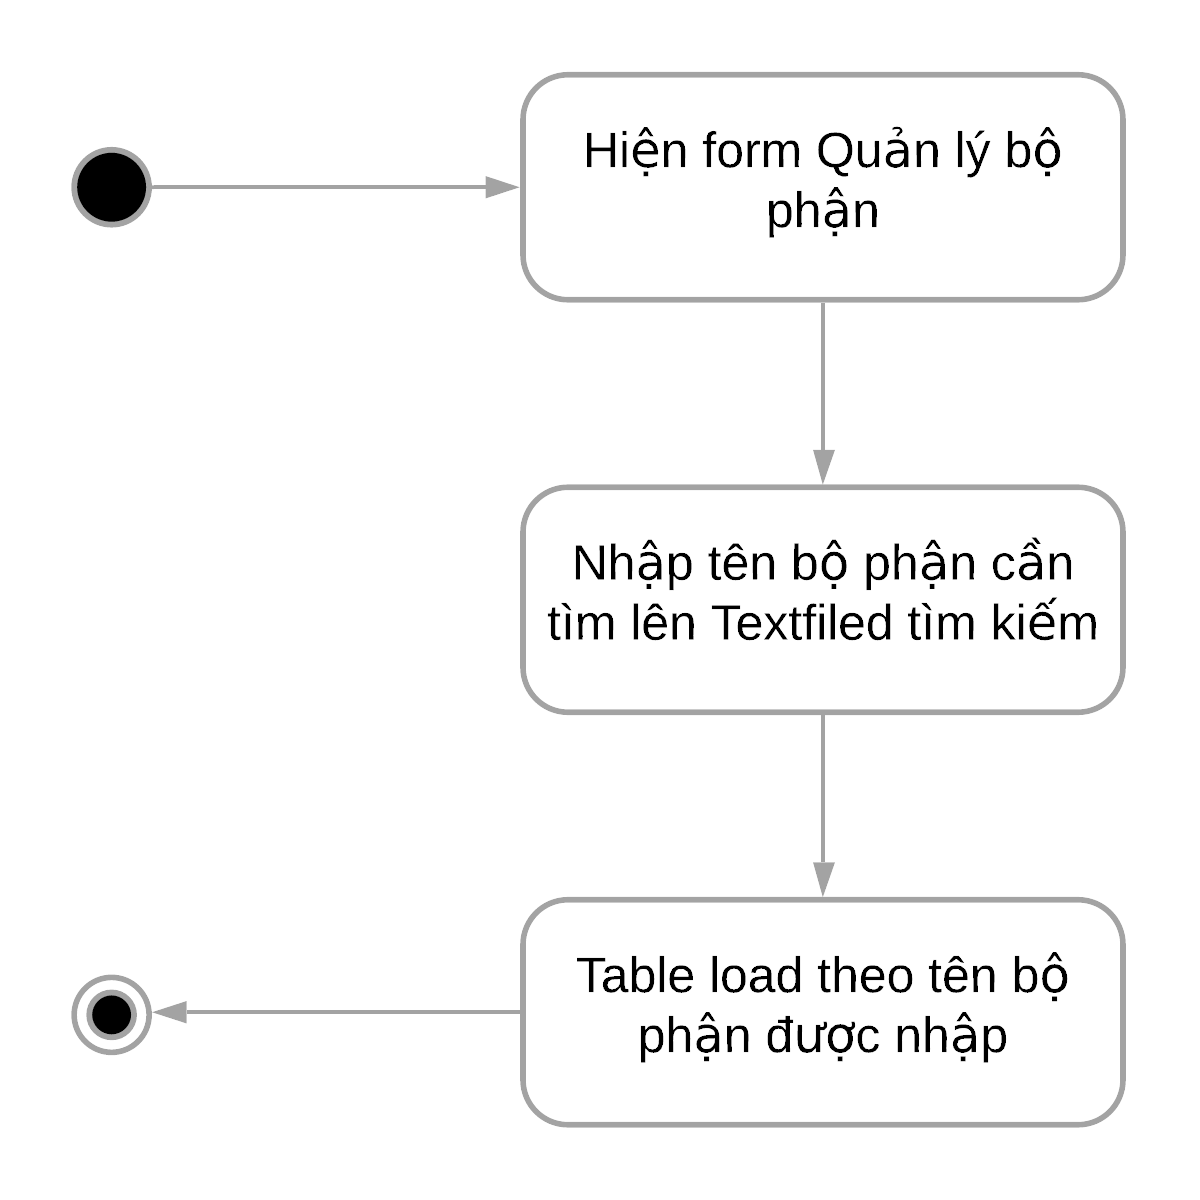 Hiện form Quản lý bộ
phận
Nhập tên bộ phận cần
tìm lên Textfiled tìm kiếm
Table load theo tên bộ
phận được nhập